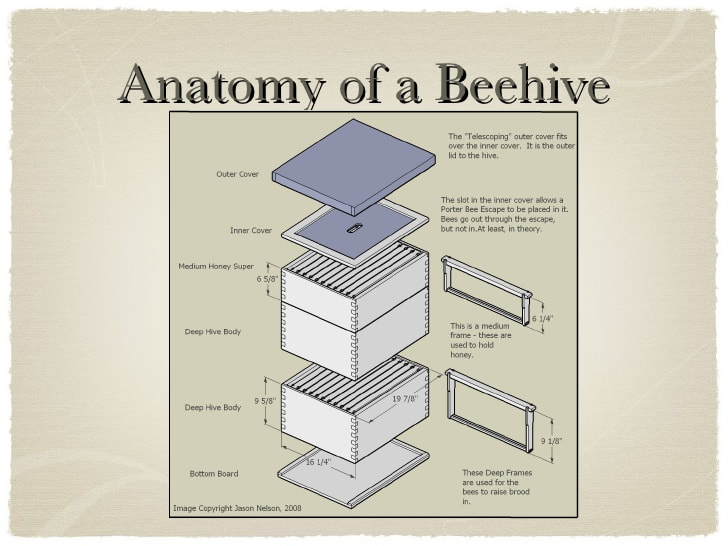 Anatomy of a Beehive
The "Telescoping" outer cover fits
over the inner cover. It is the outer
lid to the hive.
Outer Cover
The slot in the inner cover allows a
Porter Bee Escape to be placed in it.
Bees go out through the escape,
but not in.At least, in theory.
Inner Cover
Medium Honey Super
6 5/8"
6 1/4"
This is a medium
frame - these are
used to hold
honey.
Deep Hive Body
9 5/8"
19 7/8"
Deep Hive Body
9 1/8"
16 1/4"
Bottom Board
These Deep Frames
are used for the
bees to raise brood
in.
Image Copyright Jason Nelson, 2008